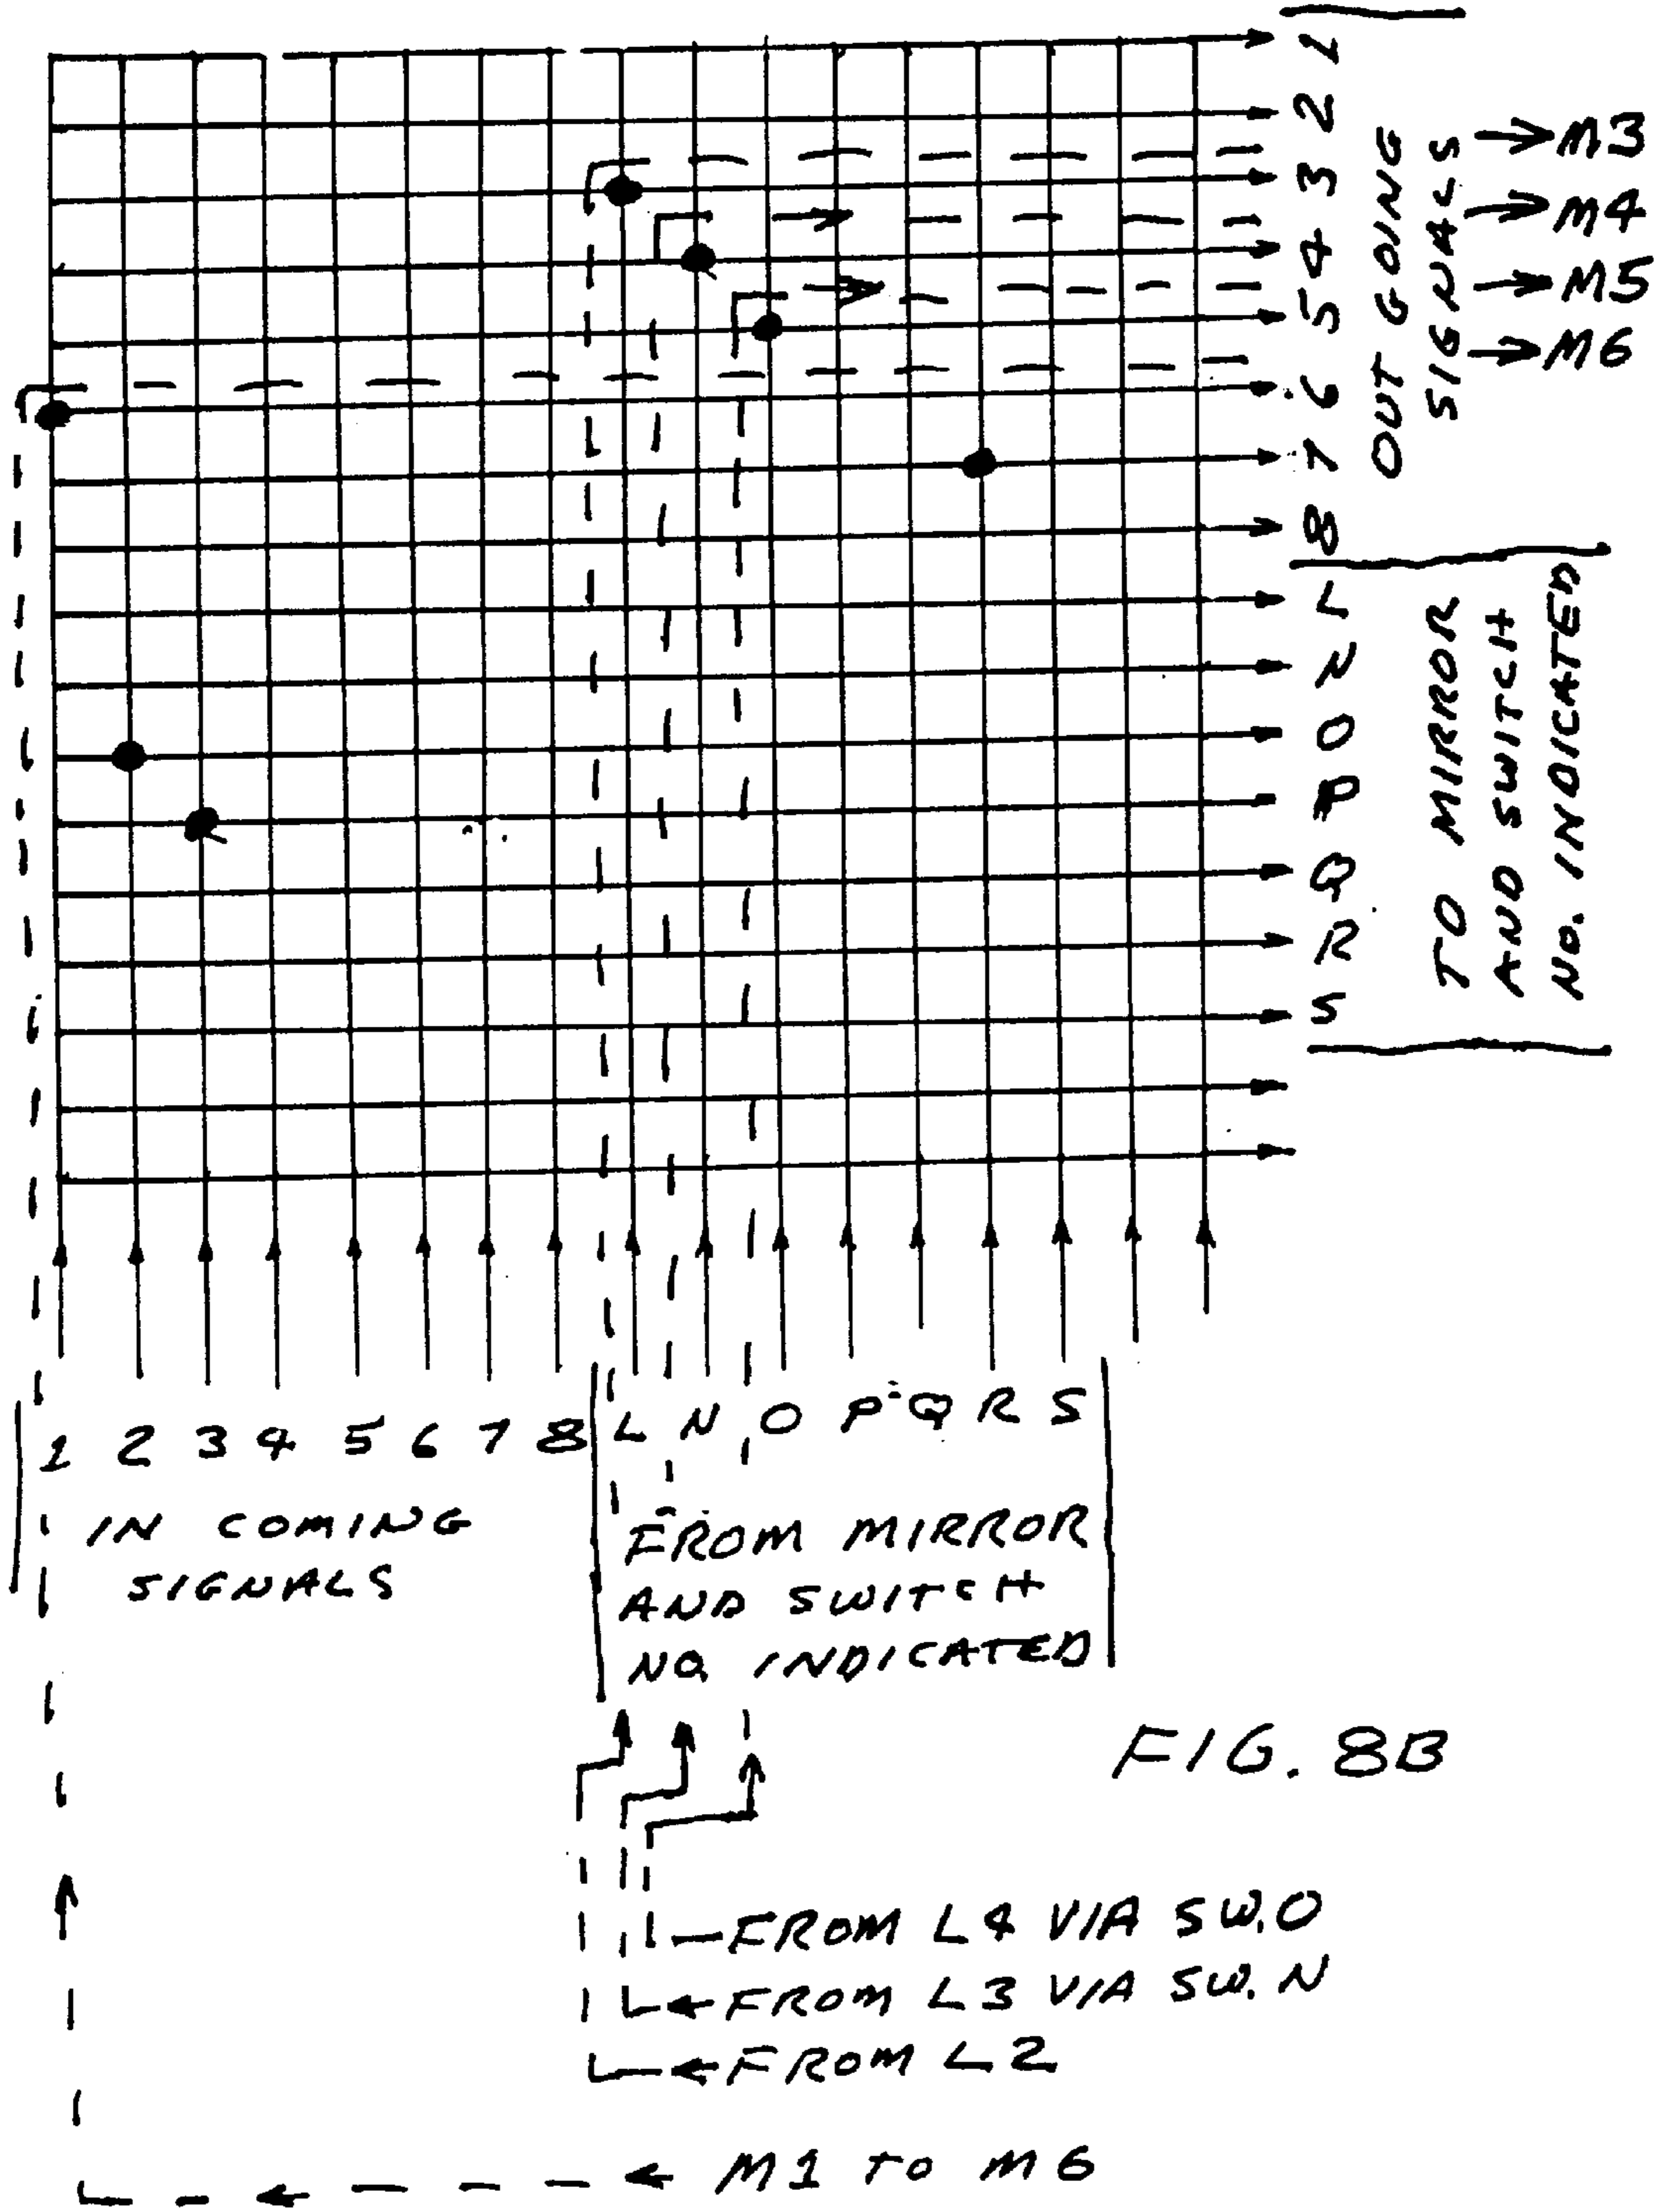 1
2
3
4
5
6
7
8
OUT GOING
SIGNALS
→ M3
→ M4
→ M5
→ M6
L
N
O
P
Q
R
S
TO MIRROR
AND SWITCH
NO. INDICATED
1 2 3 4 5 6 7 8 L N O P Q R S
IN COMING
SIGNALS
FROM MIRROR
AND SWITCH
NO. INDICATED
FIG. 8B
FROM L4 VIA SW.O
FROM L3 VIA SW. N
FROM L2
M1 TO M6